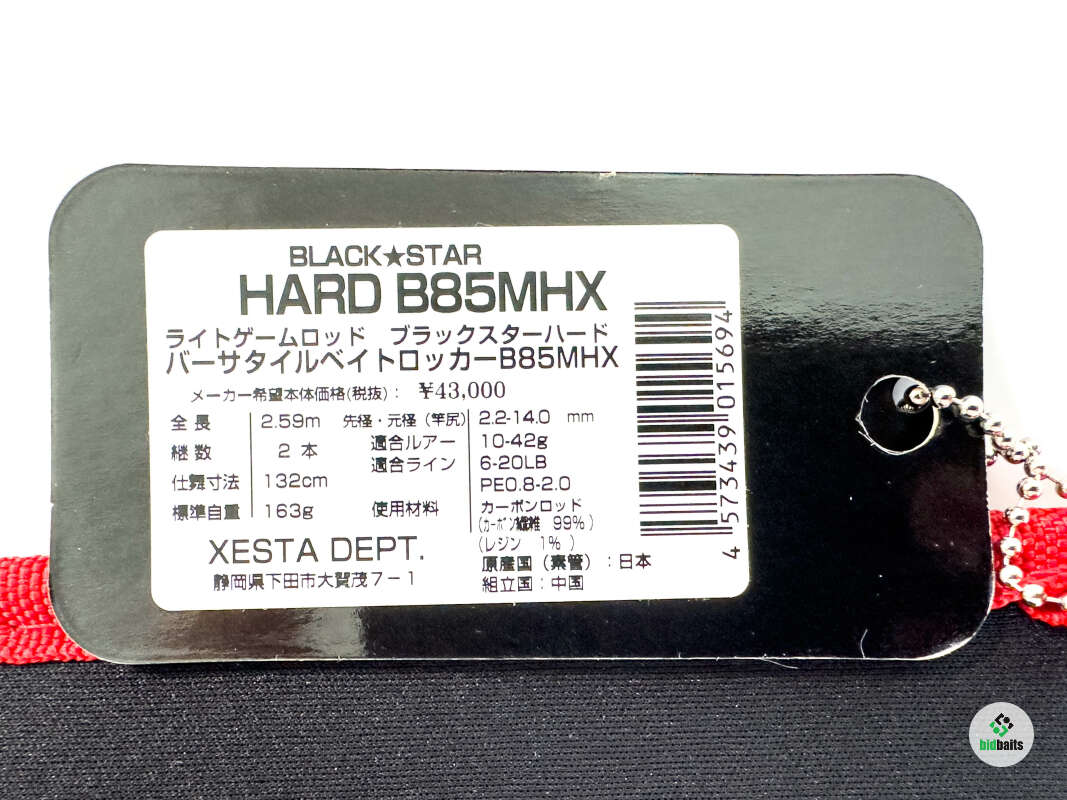 BLACK★STAR
HARD B85MHX
ライトゲームロッド ブラックスターハード
バーサタイルベイトロッカーB85MHX
メーカー希望本体価格(税抜): ¥43,000
全長 2.59m 先径・元径(竿尻) 2.2-14.0 mm
継数 2 本 適合ルアー 10-42g
適合ライン 6-20LB
仕舞寸法 132cm PE0.8-2.0
標準自重 163g 使用材料 カーボンロッド
(カーボン繊維 99%)
(レジン 1%)
XESTA DEPT.
原産国(素管):日本
静岡県下田市大賀茂7-1
組立国:中国
4 573439 015694
bidbaits